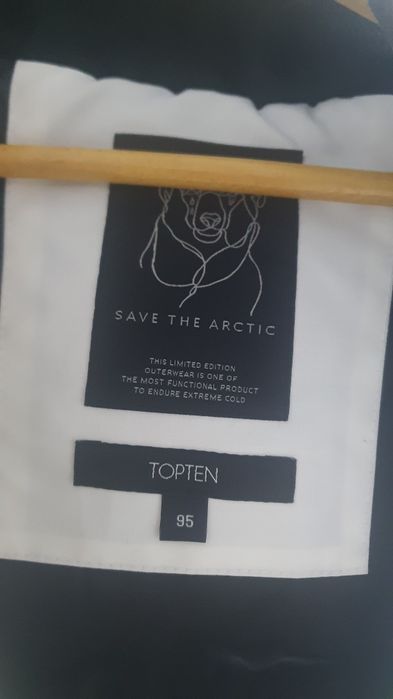 SAVE THE ARCTIC
THIS LIMITED EDITION
OUTERWEAR IS ONE OF
THE MOST FUNCTIONAL PRODUCT
TO ENDURE EXTREME COLD
TOPTEN
95